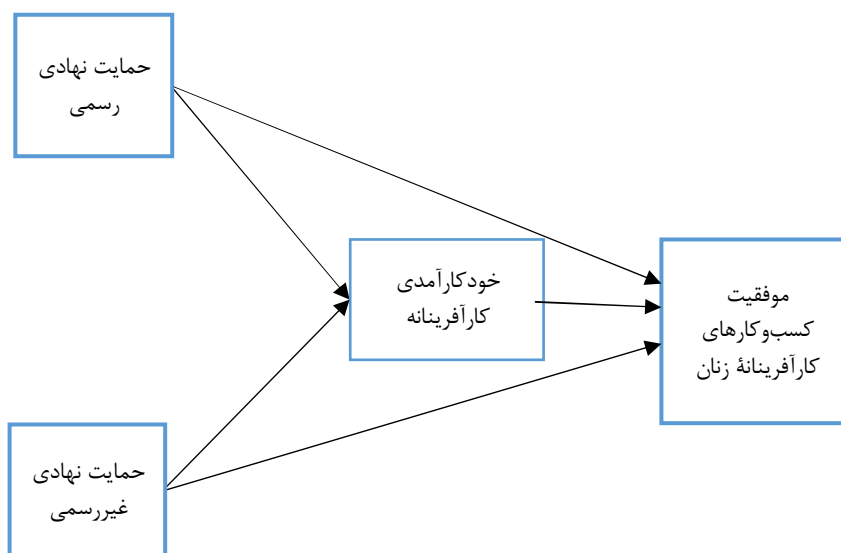 حمایت نهادی
رسمی
خودکارآمدی
کارآفرینانه
موفقیت
کسب‌وکارهای
کارآفرینانهٔ زنان
حمایت نهادی
غیررسمی